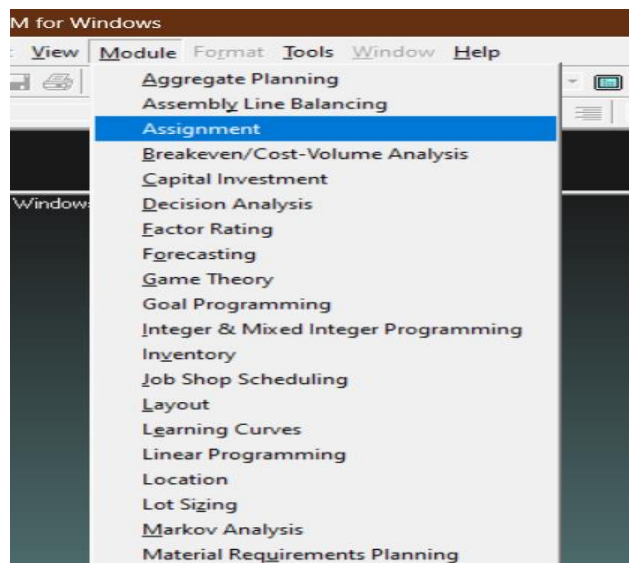 M for Windows
View Module Format Tools Window Help
Aggregate Planning
Assembly Line Balancing
Assignment
Breakeven/Cost-Volume Analysis
Capital Investment
Window
Decision Analysis
Factor Rating
Forecasting
Game Theory
Goal Programming
Integer & Mixed Integer Programming
Inventory
Job Shop Scheduling
Layout
Learning Curves
Linear Programming
Location
Lot Sizing
Markov Analysis
Material Requirements Planning